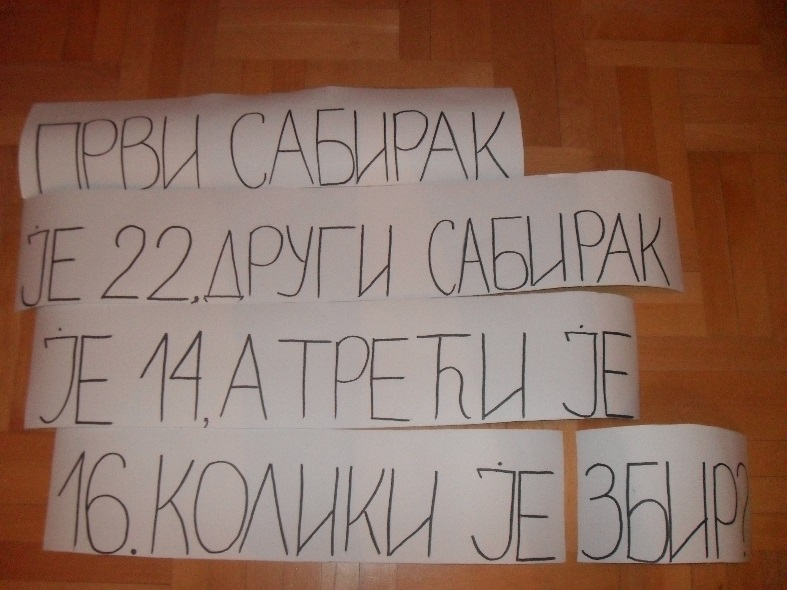 ПРВИ САБИРАК
ЈЕ 22, ДРУГИ САБИРАК
ЈЕ 14, А ТРЕЋИ ЈЕ
16. КОЛИКИ ЈЕ ЗБИР?